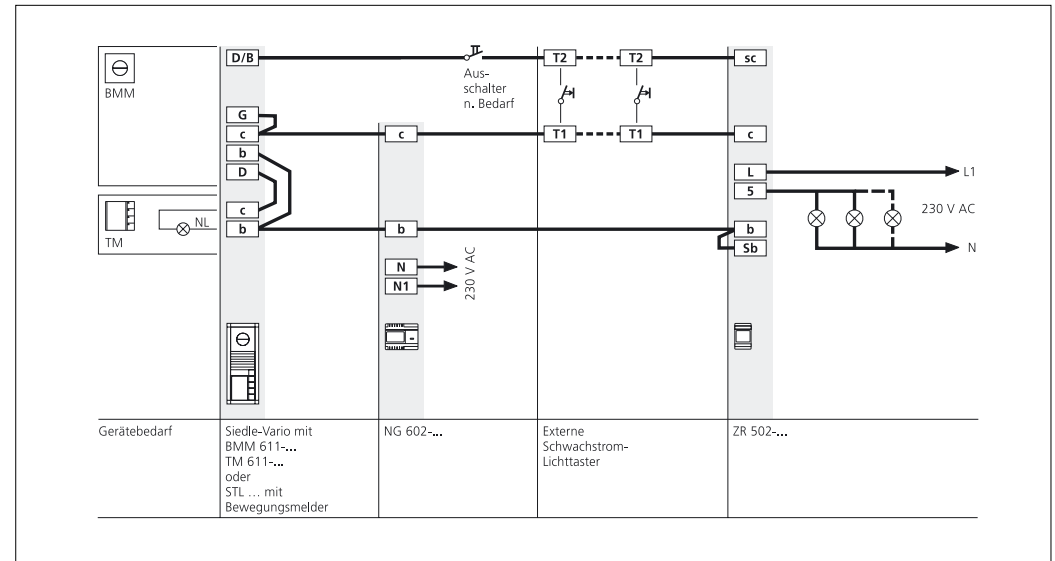 D/B
T2
T2
sc
BMM
Aus-
schalter
n. Bedarf
G
c
c
T1
T1
c
b
D
L
L1
5
c
NL
230 V AC
TM
b
b
b
Sb
N
N
N1
230 V AC
Gerätebedarf
Siedle-Vario mit
BMM 611-...
TM 611-...
oder
STL ... mit
Bewegungsmelder
NG 602-...
Externe
Schwachstrom-
Lichttaster
ZR 502-...